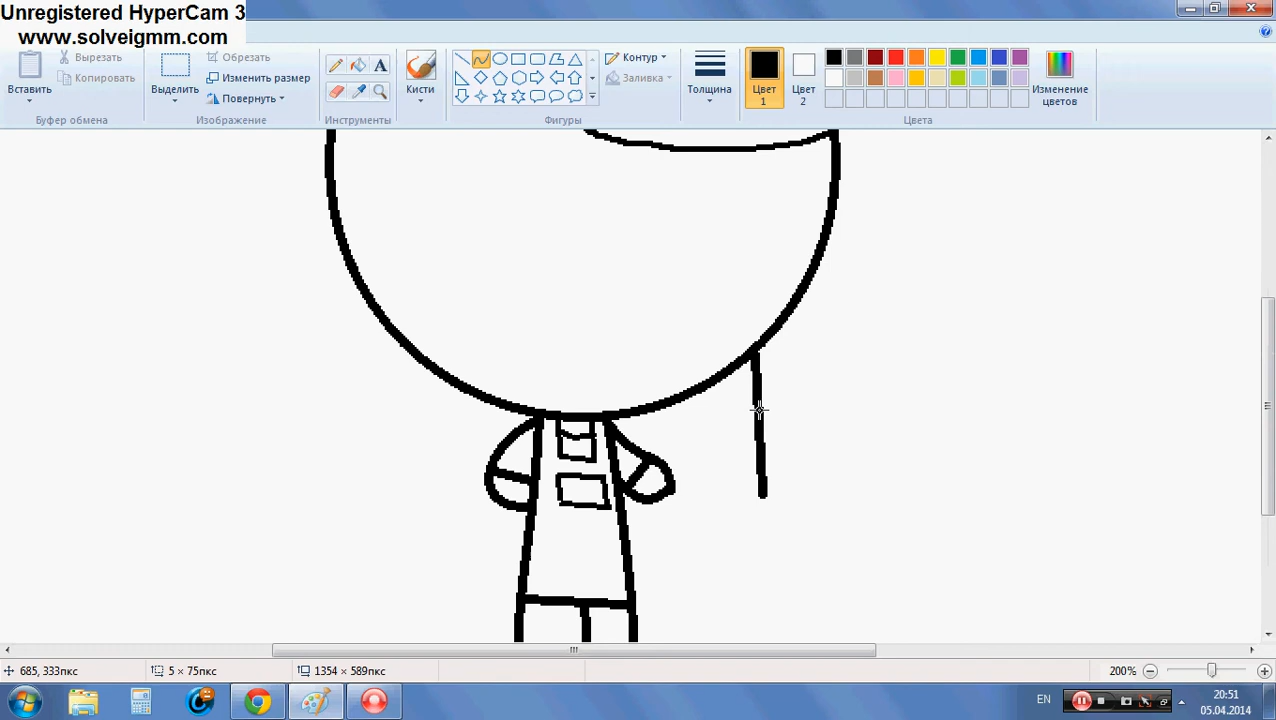 Unregistered HyperCam 3
www.solveigmm.com
Вставить
Вырезать
Копировать
Буфер обмена
Выделить
Обрезать
Изменить размер
Повернуть
Изображение
Инструменты
Кисти
Контур
Заливка
Фигуры
Толщина
Цвет
1
Цвет
2
Изменение
цветов
Цвета
685, 333пкс
5 × 75пкс
1354 × 589пкс
200%
EN
20:51
05.04.2014